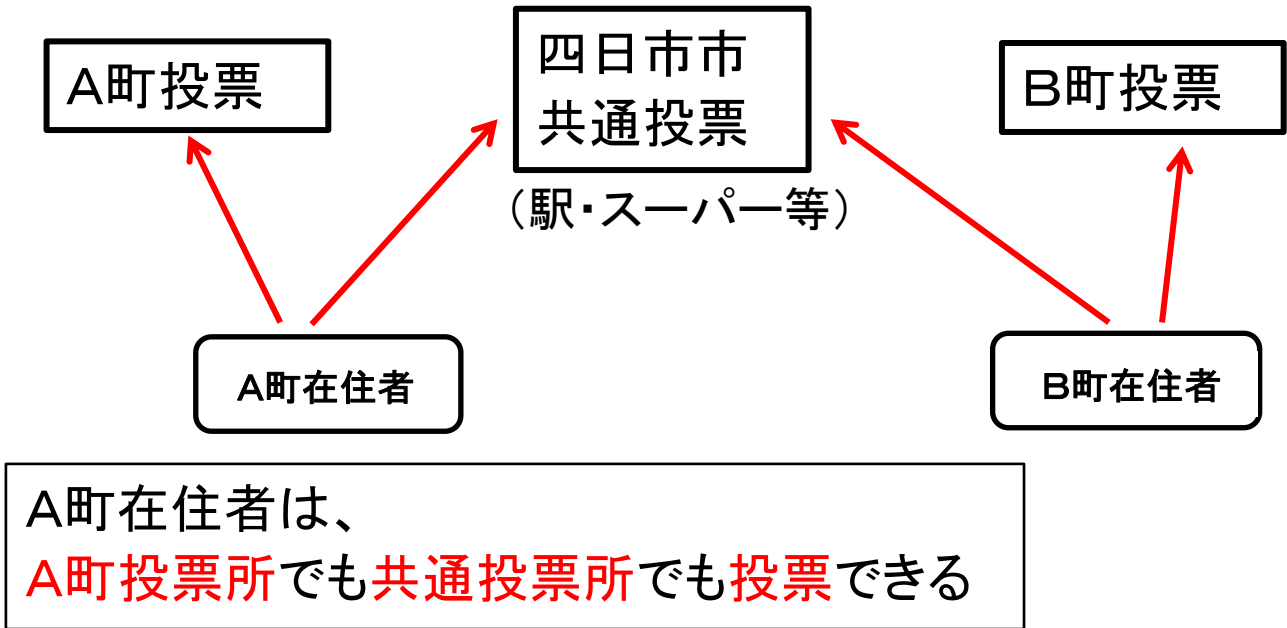 A町投票
四日市市
共通投票
B町投票
（駅・スーパー等）
A町在住者
B町在住者
A町在住者は、
A町投票所でも共通投票所でも投票できる